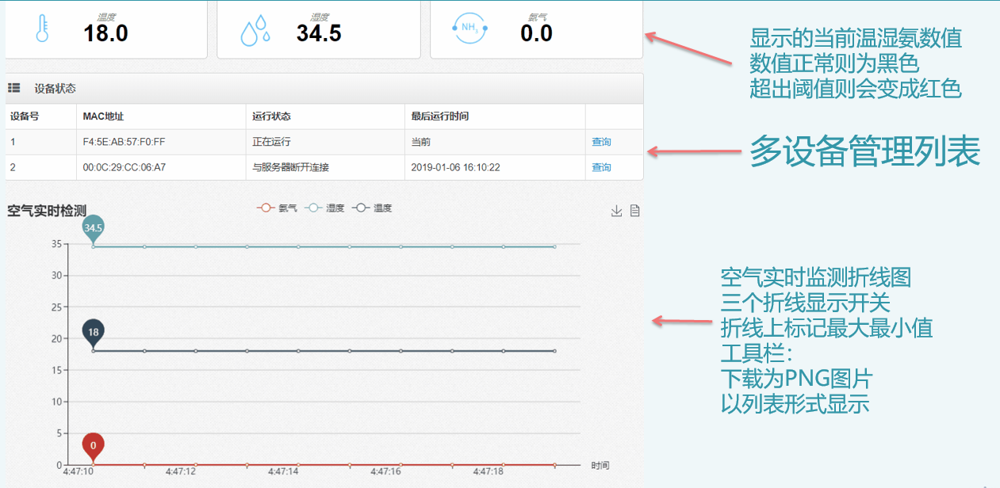 温度
18.0
湿度
34.5
NH3
氨气
0.0
显示的当前温湿氨数值
数值正常则为黑色
超出阈值则会变成红色
设备状态
设备号 MAC地址 运行状态 最后运行时间
1 F4:5E:AB:57:F0:FF 正在运行 当前 查询
2 00:0C:29:CC:06:A7 与服务器断开连接 2019-01-06 16:10:22 查询
多设备管理列表
空气实时检测
氨气 湿度 温度
34.5
35
30
25
20
18
15
10
5
0
0
4:47:10 4:47:12 4:47:14 4:47:16 4:47:18
时间
空气实时监测折线图
三个折线显示开关
折线上标记最大最小值
工具栏：
下载为PNG图片
以列表形式显示